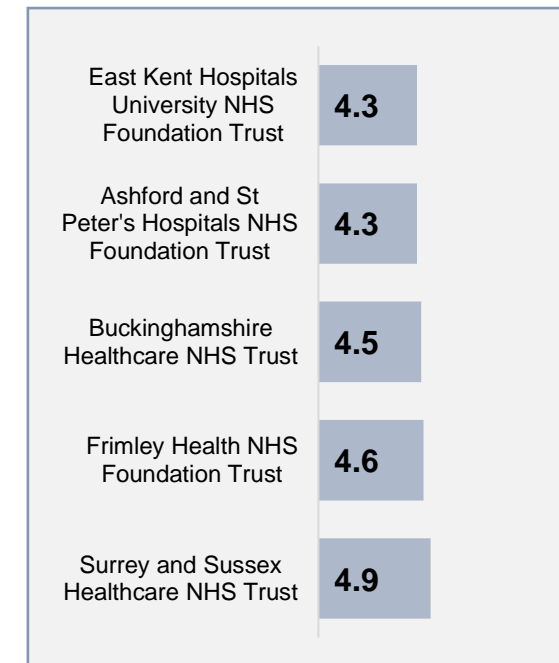 East Kent Hospitals
University NHS
Foundation Trust
4.3
Ashford and St
Peter's Hospitals NHS
Foundation Trust
4.3
Buckinghamshire
Healthcare NHS Trust
4.5
Frimley Health NHS
Foundation Trust
4.6
Surrey and Sussex
Healthcare NHS Trust
4.9